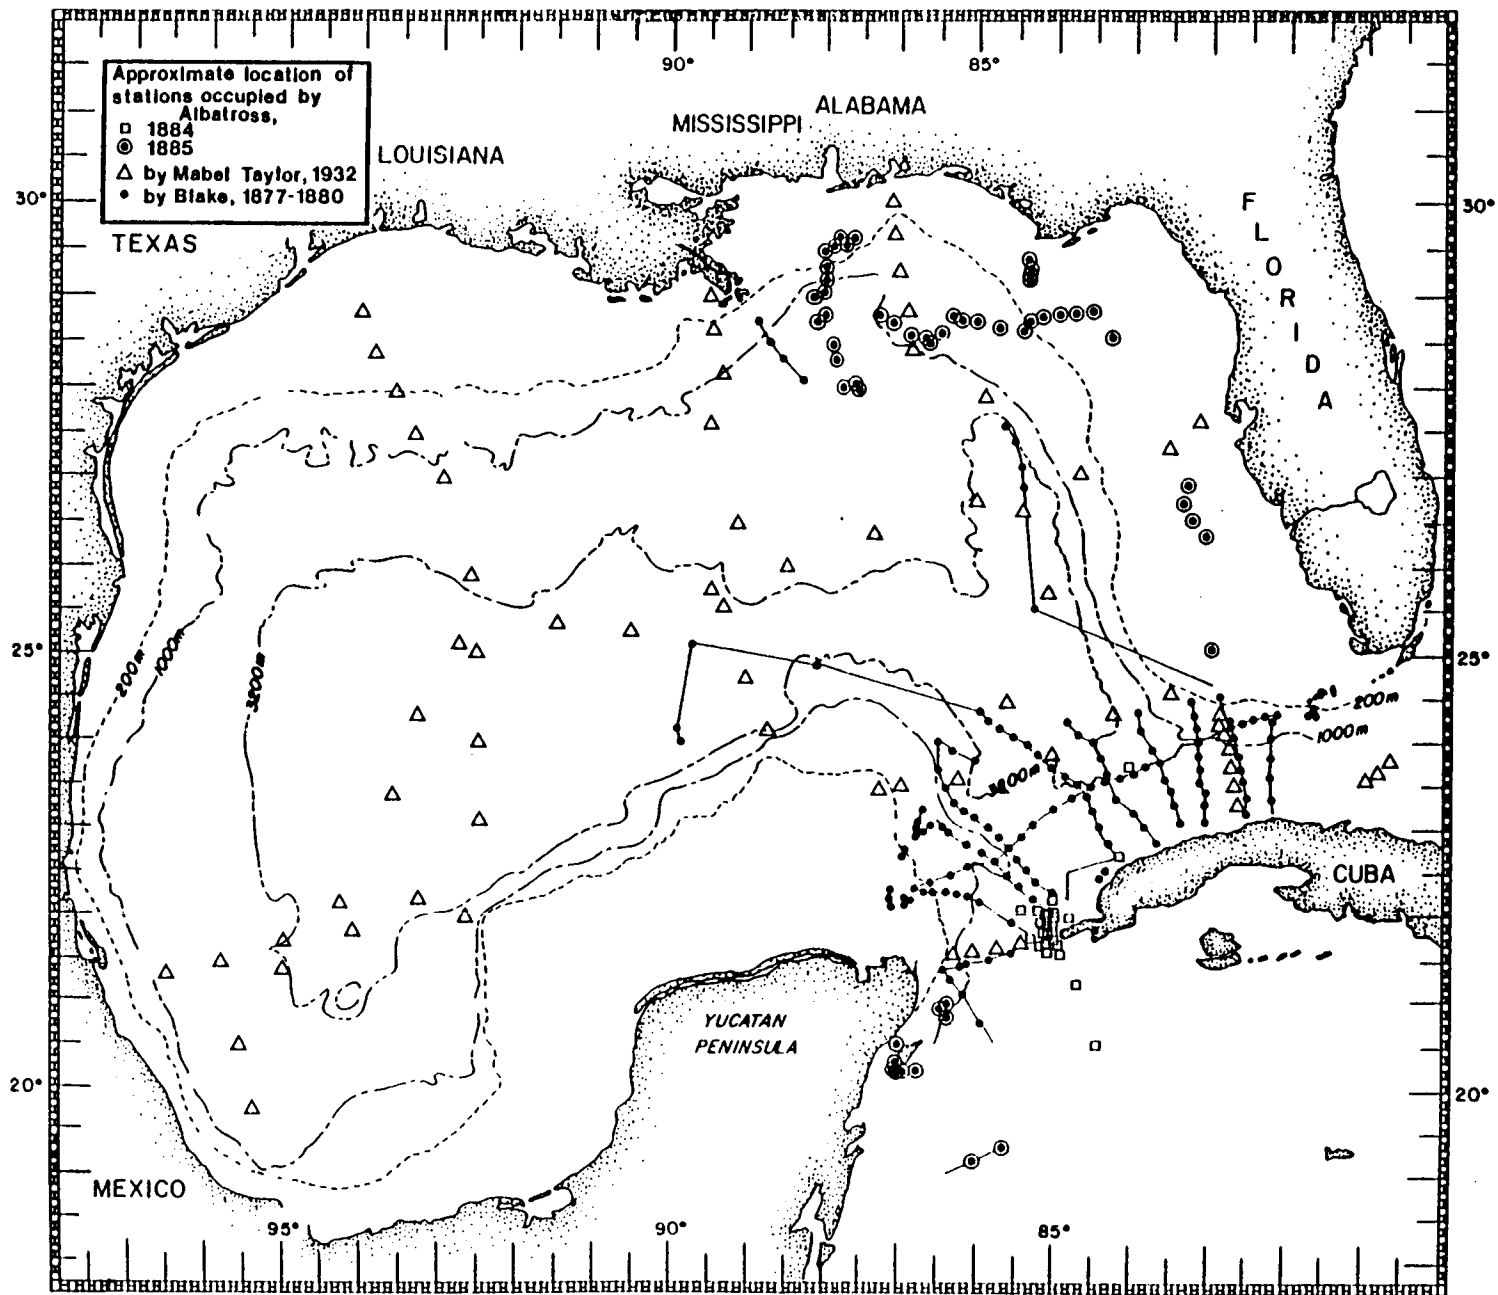 90°
85°
Approximate location of
stations occupied by
Albatross,
1884
1885
by Mabel Taylor, 1932
by Blake, 1877-1880
ALABAMA
MISSISSIPPI
LOUISIANA
30°
30°
TEXAS
FLORIDA
25°
25°
200m
1000m
3200m
200m
1000m
3200m
CUBA
YUCATAN
PENINSULA
20°
20°
MEXICO
95°
90°
85°